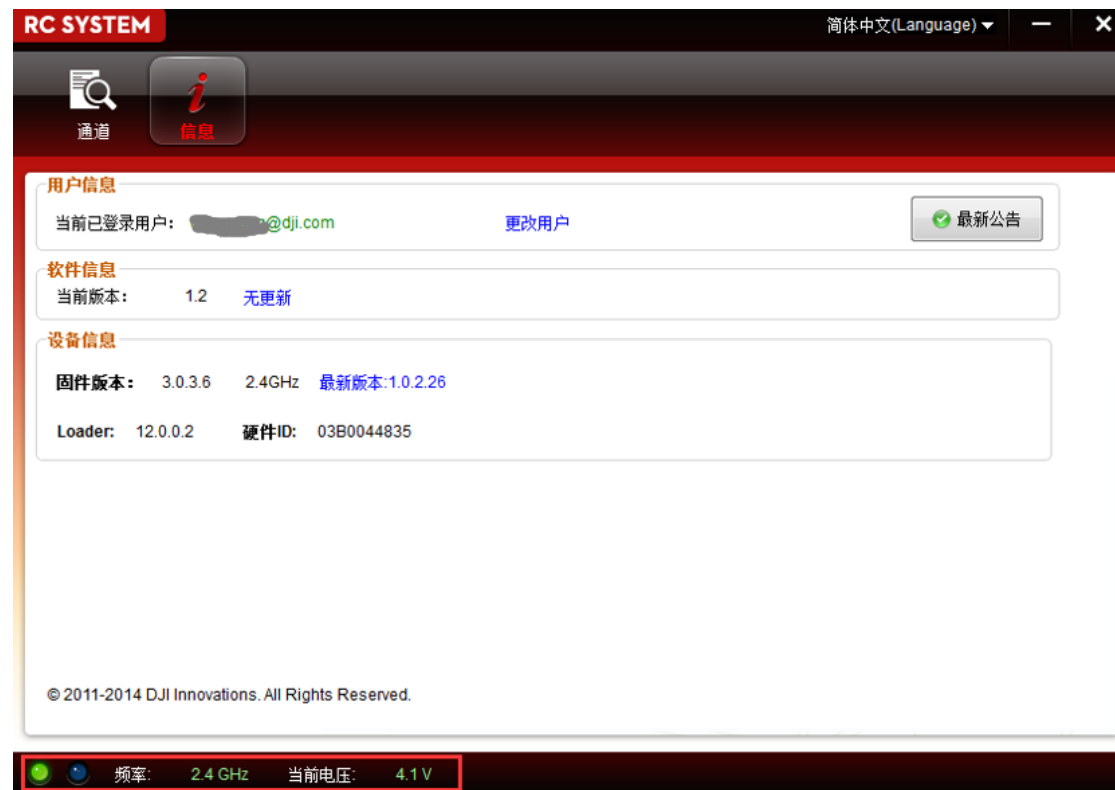 RC SYSTEM
简体中文(Language)
通道
信息
用户信息
当前已登录用户: @dji.com 更改用户 最新公告
软件信息
当前版本: 1.2 无更新
设备信息
固件版本: 3.0.3.6 2.4GHz 最新版本:1.0.2.26
Loader: 12.0.0.2 硬件ID: 03B0044835
© 2011-2014 DJI Innovations. All Rights Reserved.
频率: 2.4 GHz 当前电压: 4.1 V